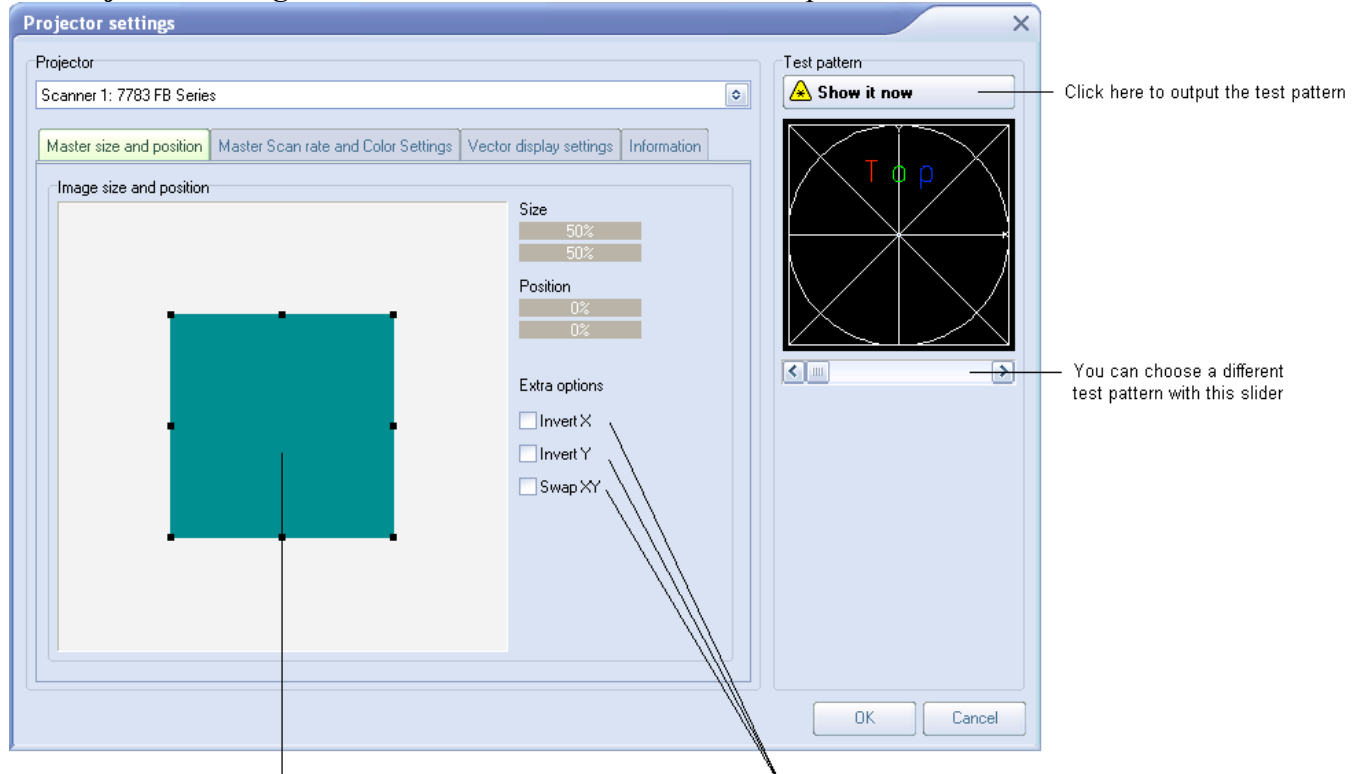 Projector settings
Projector
Scanner 1: 7783 FB Series
Master size and position
Master Scan rate and Color Settings
Vector display settings
Information
Image size and position
Size
50%
50%
Position
0%
0%
Extra options
Invert X
Invert Y
Swap XY
Test pattern
Show it now
Top
Click here to output the test pattern
You can choose a different
test pattern with this slider
OK
Cancel